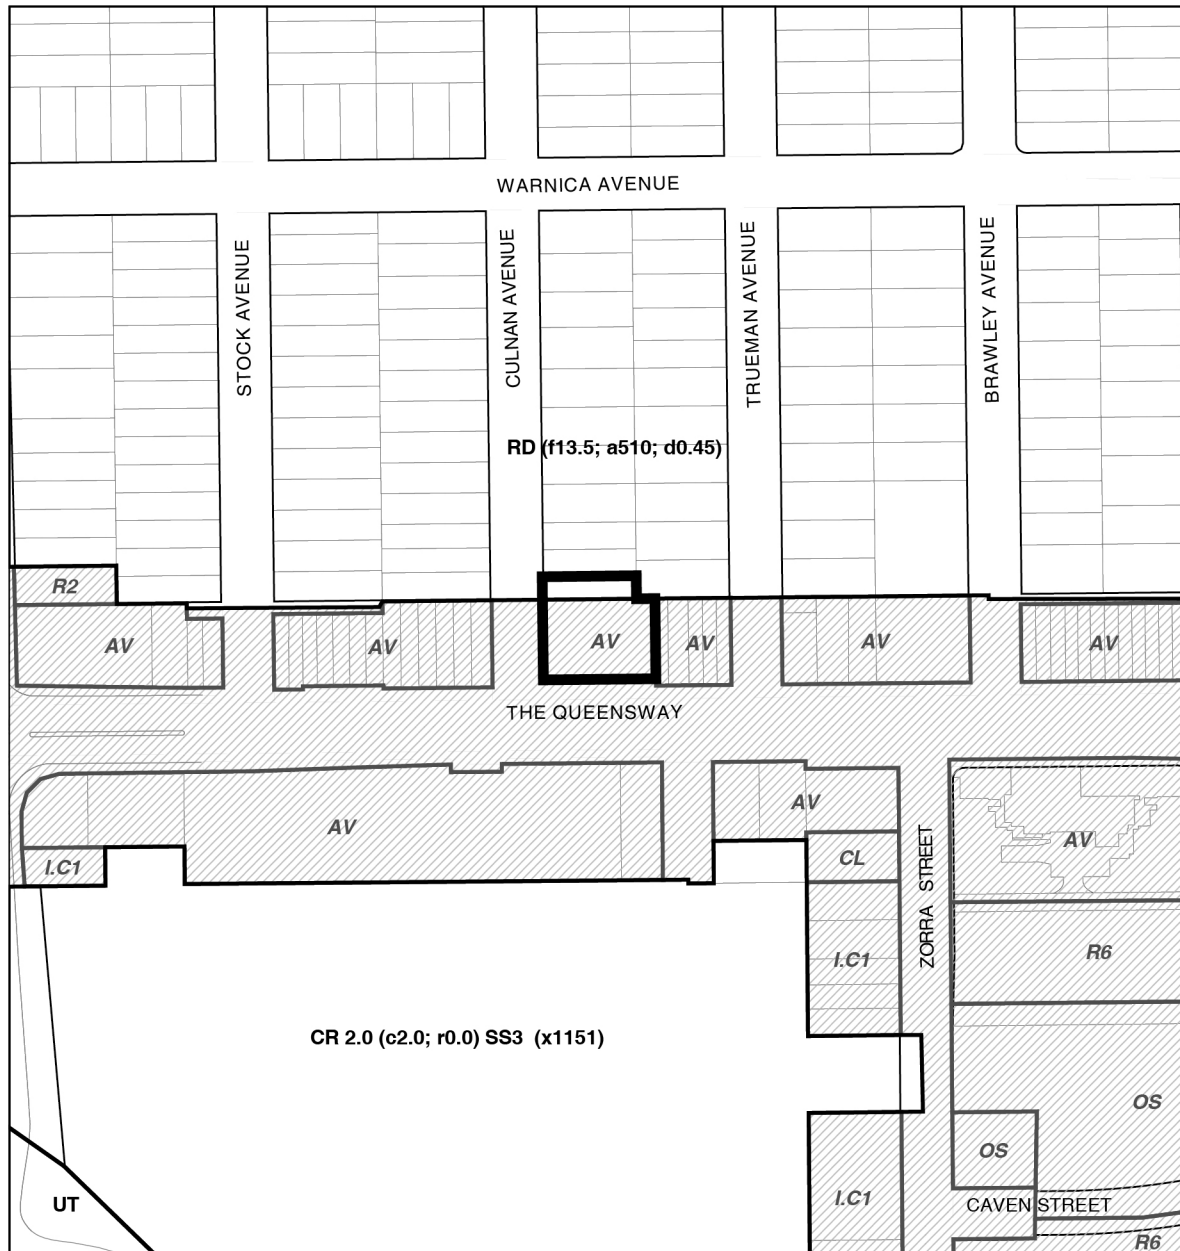 WARNICA AVENUE
STOCK AVENUE
CULNAN AVENUE
TRUEMAN AVENUE
BRAWLEY AVENUE
RD (f13.5; a510; d0.45)
R2
AV
AV
AV
AV
AV
AV
THE QUEENSWAY
AV
AV
AV
I.C1
CL
ZORRA STREET
I.C1
R6
CR 2.0 (c2.0; r0.0) SS3 (x1151)
OS
OS
UT
I.C1
CAVEN STREET
R6